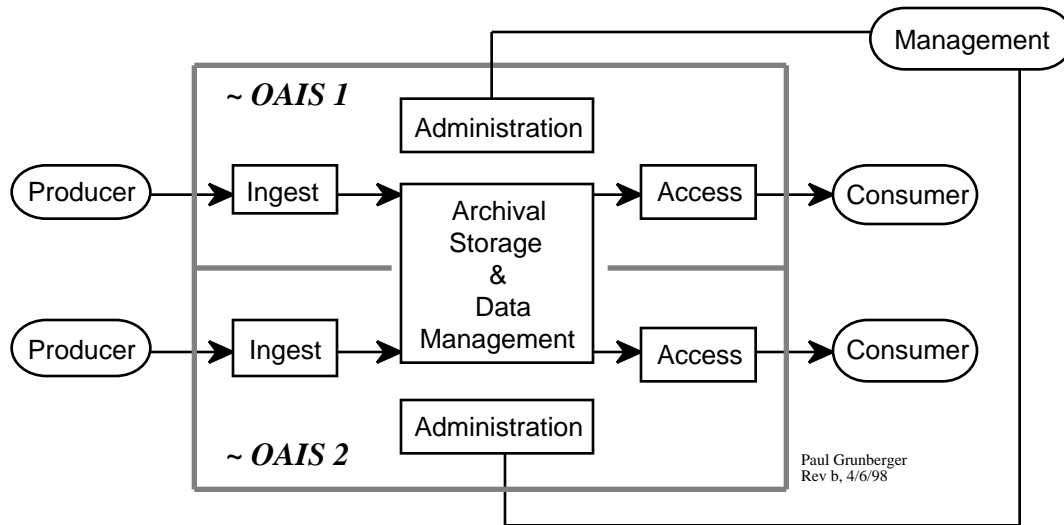 Management
~ OAIS 1
Administration
Producer
Ingest
Archival
Storage
&
Data
Management
Access
Consumer
Producer
Ingest
Access
Consumer
Administration
~ OAIS 2
Paul Grunberger
Rev b, 4/6/98